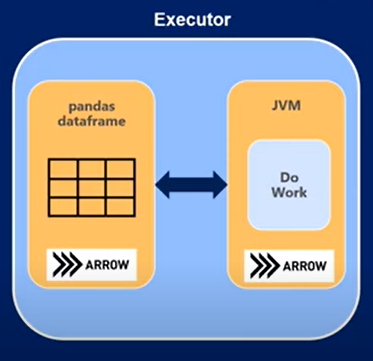 Executor
pandas
dataframe
ARROW
JVM
Do
Work
ARROW